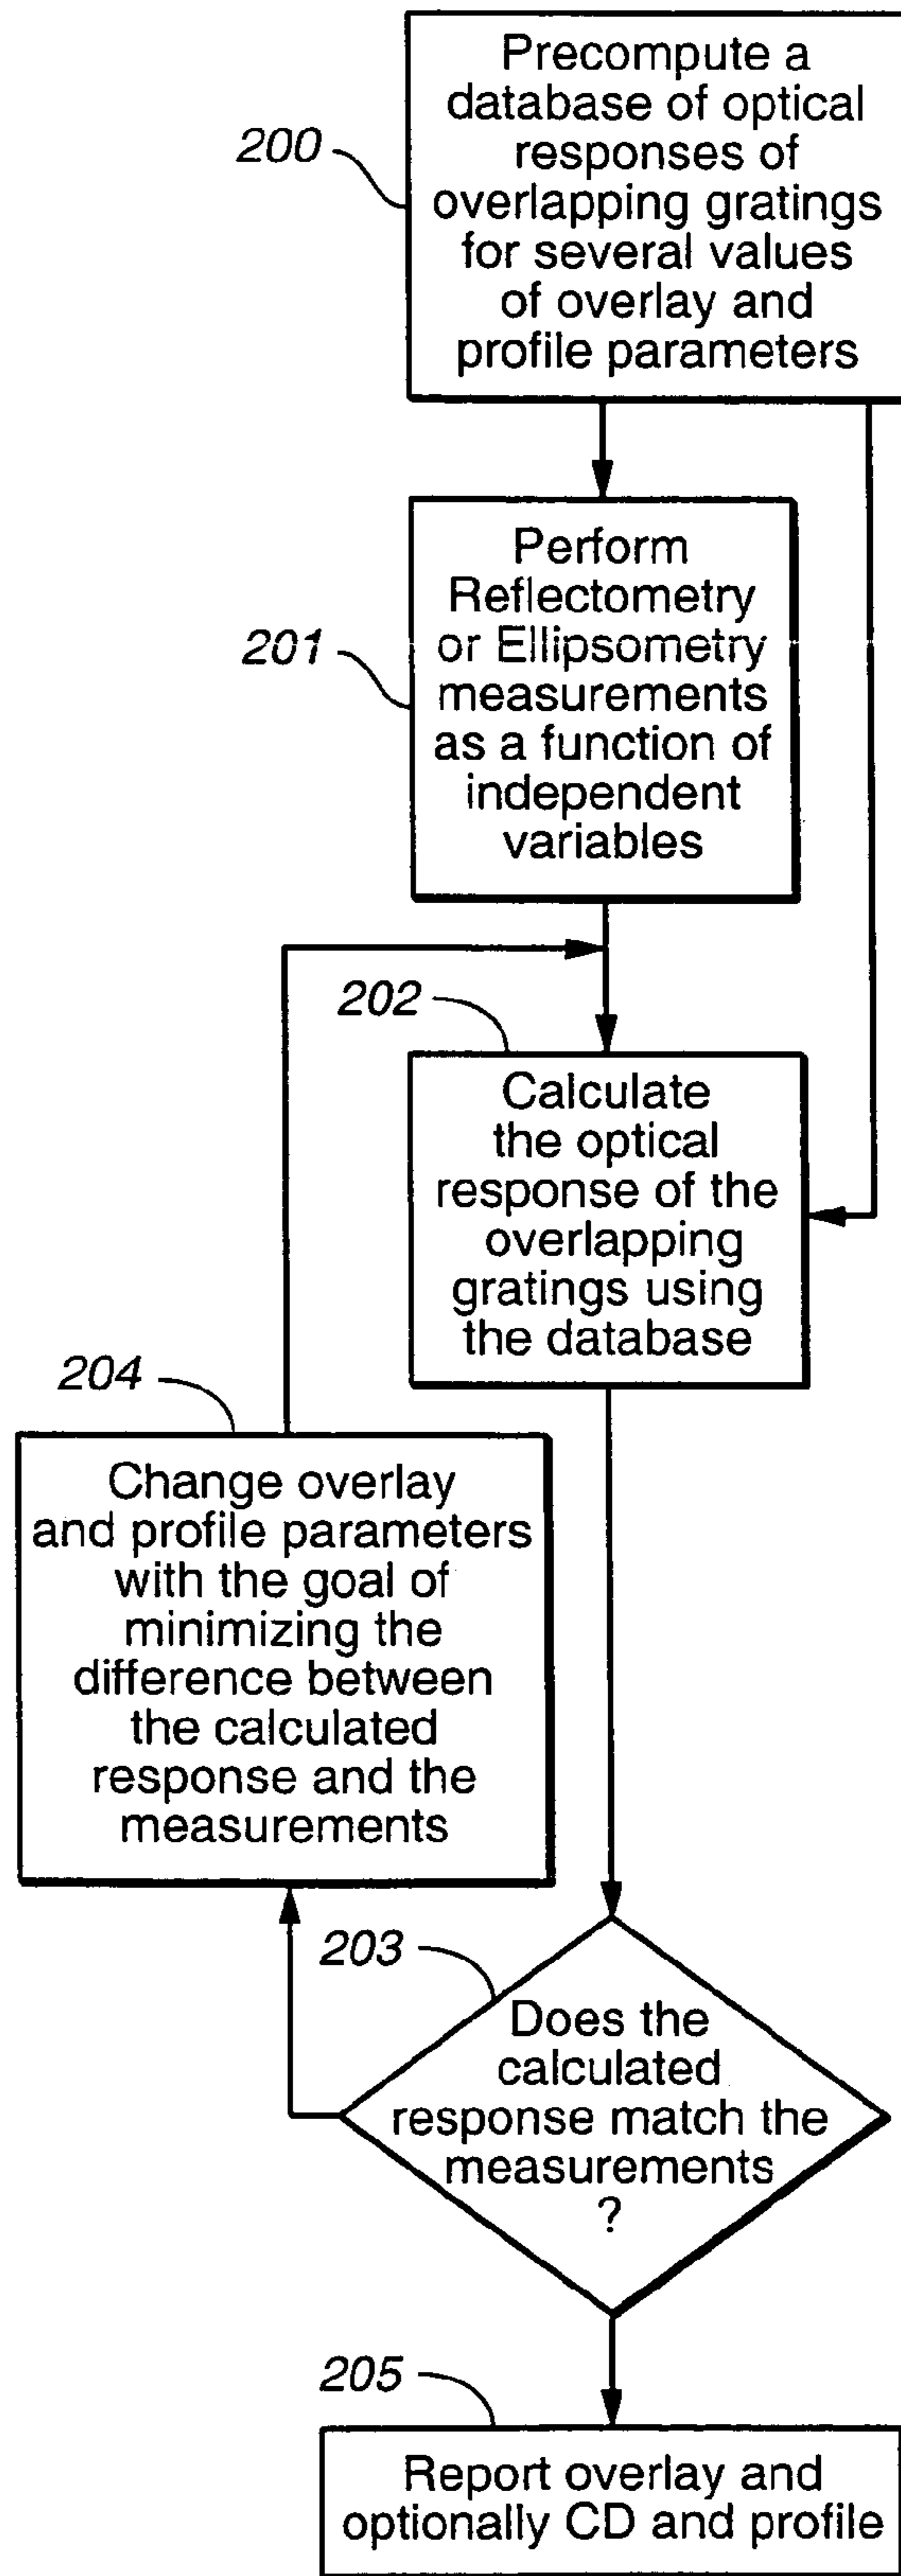 200
Precompute a
database of optical
responses of
overlapping gratings
for several values
of overlay and
profile parameters
201
Perform
Reflectometry
or Ellipsometry
measurements
as a function of
independent
variables
202
Calculate
the optical
response of the
overlapping
gratings using
the database
204
Change overlay
and profile parameters
with the goal of
minimizing the
difference between
the calculated
response and the
measurements
203
Does the
calculated
response match the
measurements
?
205
Report overlay and
optionally CD and profile